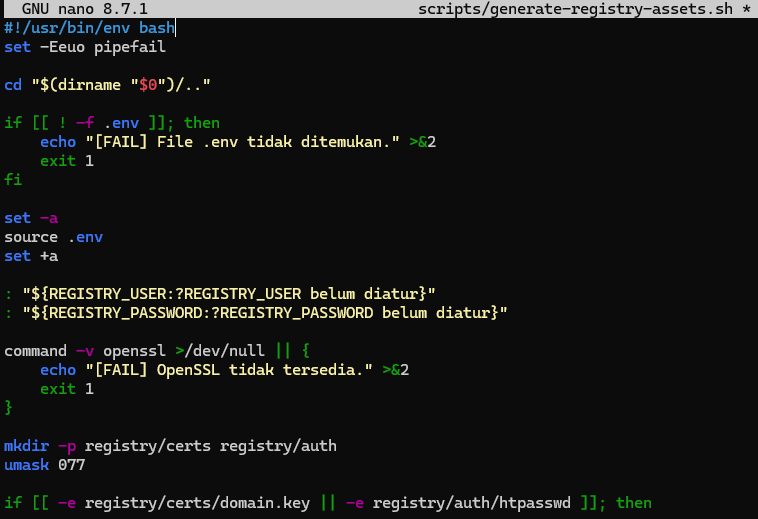 GNU nano 8.7.1 scripts/generate-registry-assets.sh *
#!/usr/bin/env bash
set -Eeuo pipefail
cd "$(dirname "$0")/.."
if [[ ! -f .env ]]; then
echo "[FAIL] File .env tidak ditemukan." >&2
exit 1
fi
set -a
source .env
set +a
: "${REGISTRY_USER:?REGISTRY_USER belum diatur}"
: "${REGISTRY_PASSWORD:?REGISTRY_PASSWORD belum diatur}"
command -v openssl >/dev/null || {
echo "[FAIL] OpenSSL tidak tersedia." >&2
exit 1
}
mkdir -p registry/certs registry/auth
umask 077
if [[ -e registry/certs/domain.key || -e registry/auth/htpasswd ]]; then